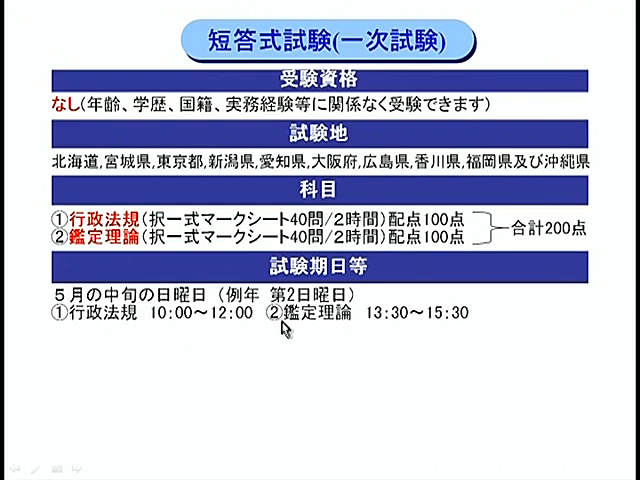 短答式試験(一次試験)
受験資格
なし(年齢、学歴、国籍、実務経験等に関係なく受験できます)
試験地
北海道,宮城県,東京都,新潟県,愛知県,大阪府,広島県,香川県,福岡県及び沖縄県
科目
①行政法規(択一式マークシート40問/2時間)配点100点
②鑑定理論(択一式マークシート40問/2時間)配点100点
合計200点
試験期日等
5月の中旬の日曜日(例年 第2日曜日)
①行政法規 10:00～12:00 ②鑑定理論 13:30～15:30